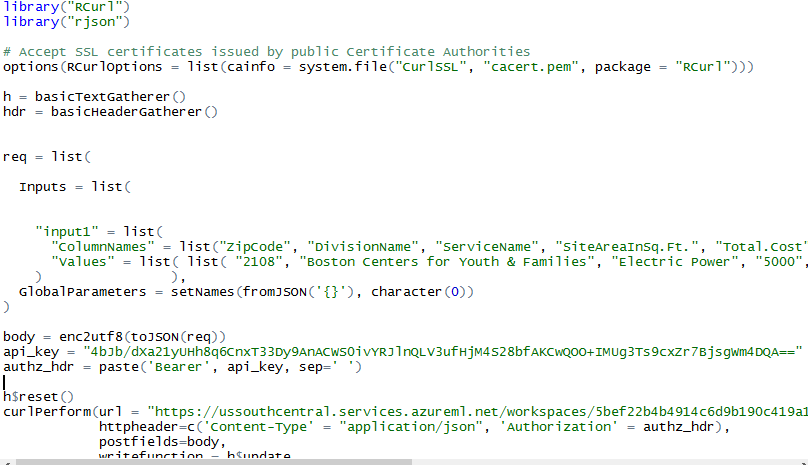 library("RCurl")
library("rjson")
# Accept SSL certificates issued by public Certificate Authorities
options(RCurlOptions = list(cainfo = system.file("CurlSSL", "cacert.pem", package = "RCurl")))
h = basicTextGatherer()
hdr = basicHeaderGatherer()
req = list(
Inputs = list(
"input1" = list(
"ColumnNames" = list("ZipCode", "DivisionName", "ServiceName", "SiteAreaInSq.Ft.", "Total.Cost"
"Values" = list( list( "2108", "Boston Centers for Youth & Families", "Electric Power", "5000",
) ),
GlobalParameters = setNames(fromJSON('{}'), character(0))
)
body = enc2utf8(toJSON(req))
api_key = "4bJb/dXa21yUHh8q6CnxT33Dy9AnACWS0ivYRJlnQLV3ufHjM4S28bfAKCwQOO+IMUg3Ts9cxZr7BjsgWm4DQA=="
authz_hdr = paste('Bearer', api_key, sep=' ')
h$reset()
curlPerform(url = "https://ussouthcentral.services.azureml.net/workspaces/5bef22b4b4914c6d9b190c419a1
httpheader=c('Content-Type' = "application/json", 'Authorization' = authz_hdr),
postfields=body,
writefunction = h$update,